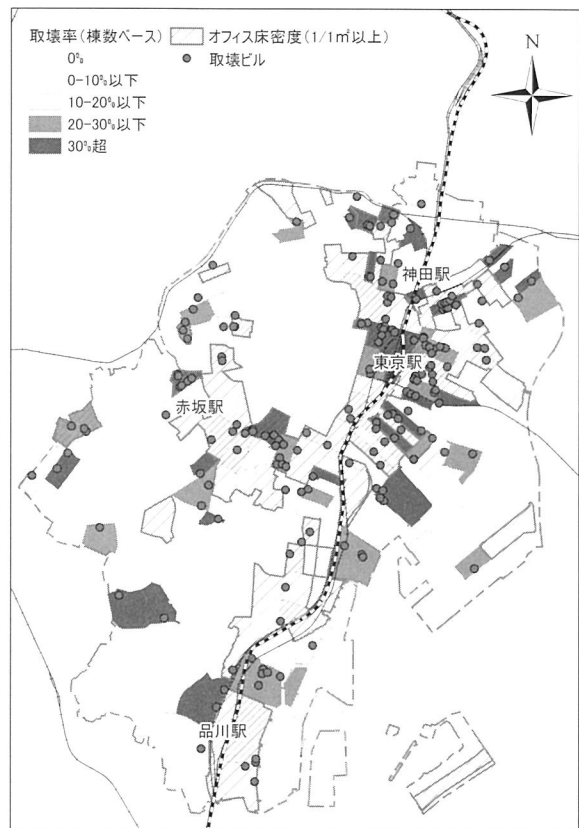 取壊率(棟数ベース)
0%
0-10%以下
10-20%以下
20-30%以下
30%超
オフィス床密度(1/1㎡以上)
取壊ビル
N
神田駅
東京駅
赤坂駅
品川駅